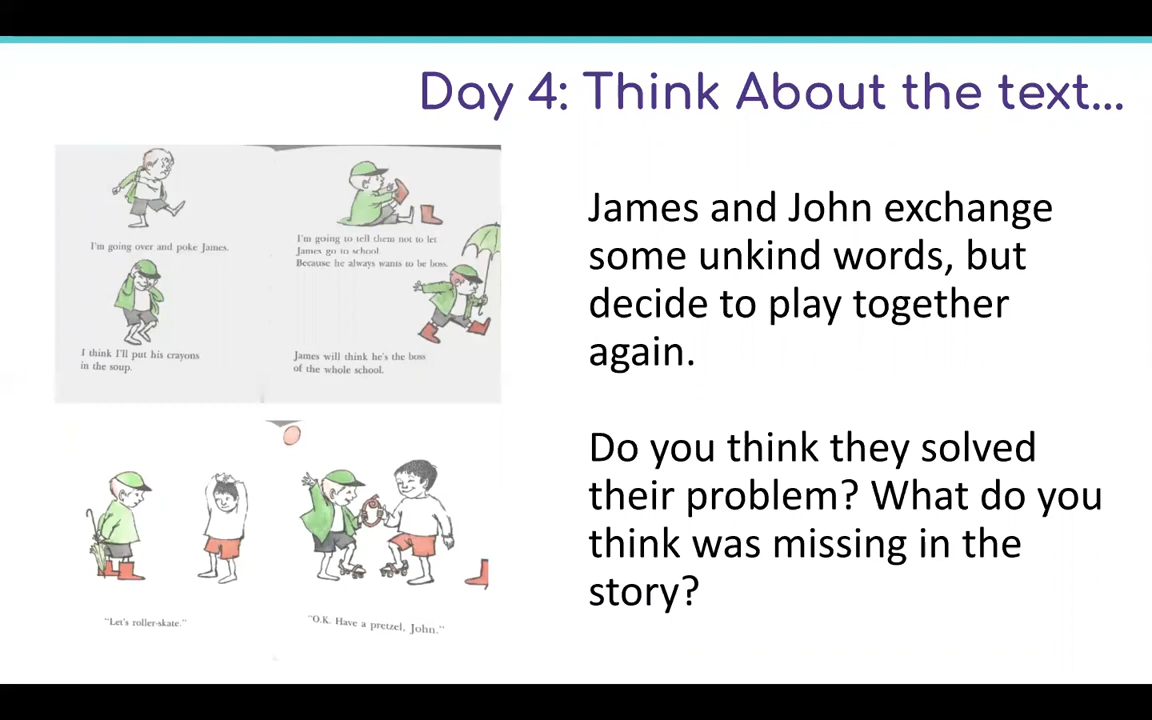 Day 4: Think About the text...
I'm going over and poke James.
I think I'll put his crayons
in the soup.
I'm going to tell them not to let
James go to school.
Because he always wants to be boss.
James will think he's the boss
of the whole school.
"Let's roller-skate."
"O.K. Have a pretzel, John."
James and John exchange
some unkind words, but
decide to play together
again.
Do you think they solved
their problem? What do you
think was missing in the
story?